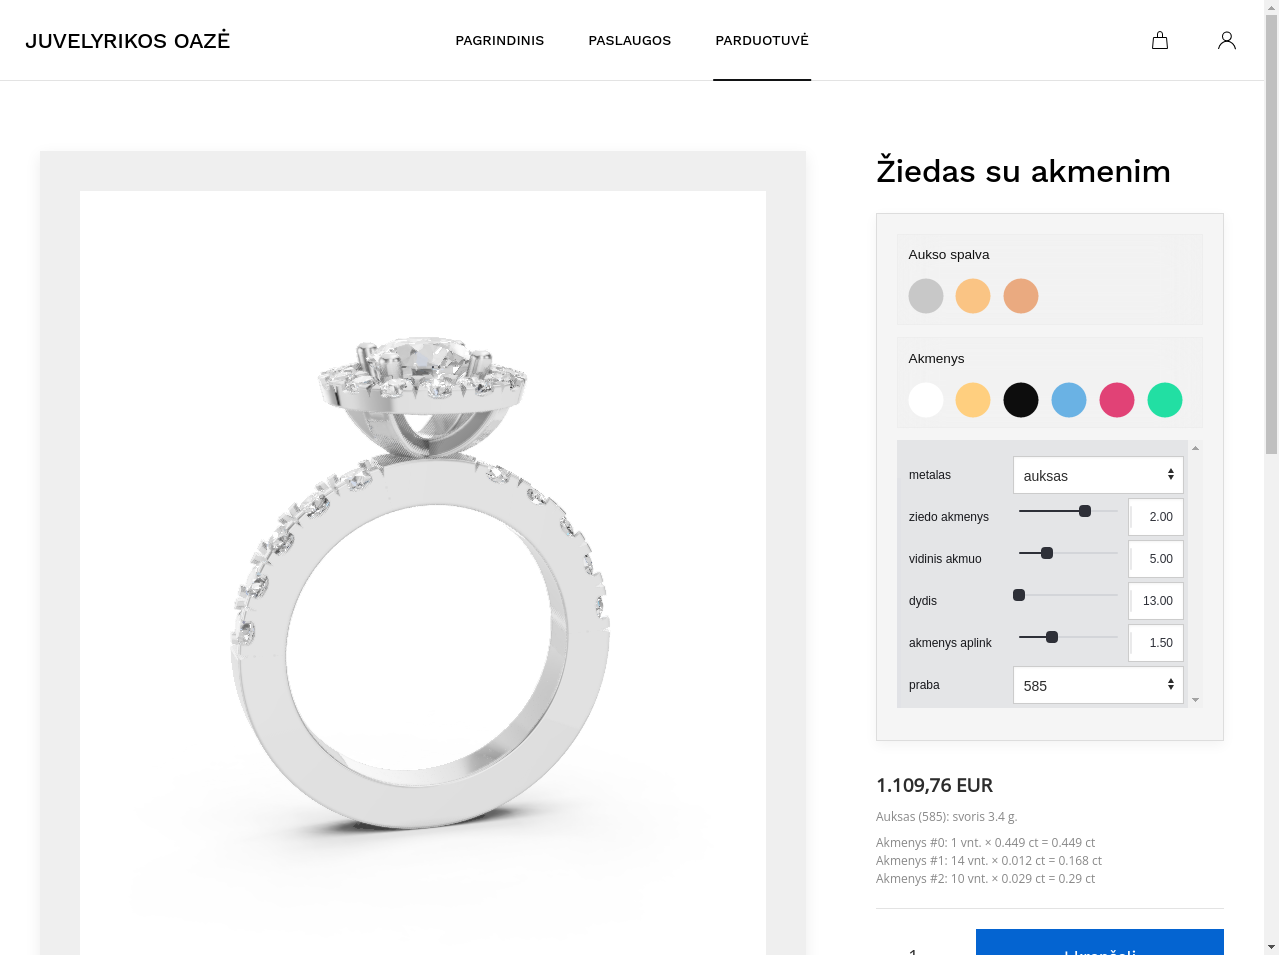 JUVELYRIKOS OAZĖ
PAGRINDINIS PASLAUGOS PARDUOTUVĖ
Žiedas su akmenim
Aukso spalva
Akmenys
metalas auksas
ziedo akmenys 2.00
vidinis akmuo 5.00
dydis 13.00
akmenys aplink 1.50
praba 585
1.109,76 EUR
Auksas (585): svoris 3.4 g.
Akmenys #0: 1 vnt. × 0.449 ct = 0.449 ct
Akmenys #1: 14 vnt. × 0.012 ct = 0.168 ct
Akmenys #2: 10 vnt. × 0.029 ct = 0.29 ct
1